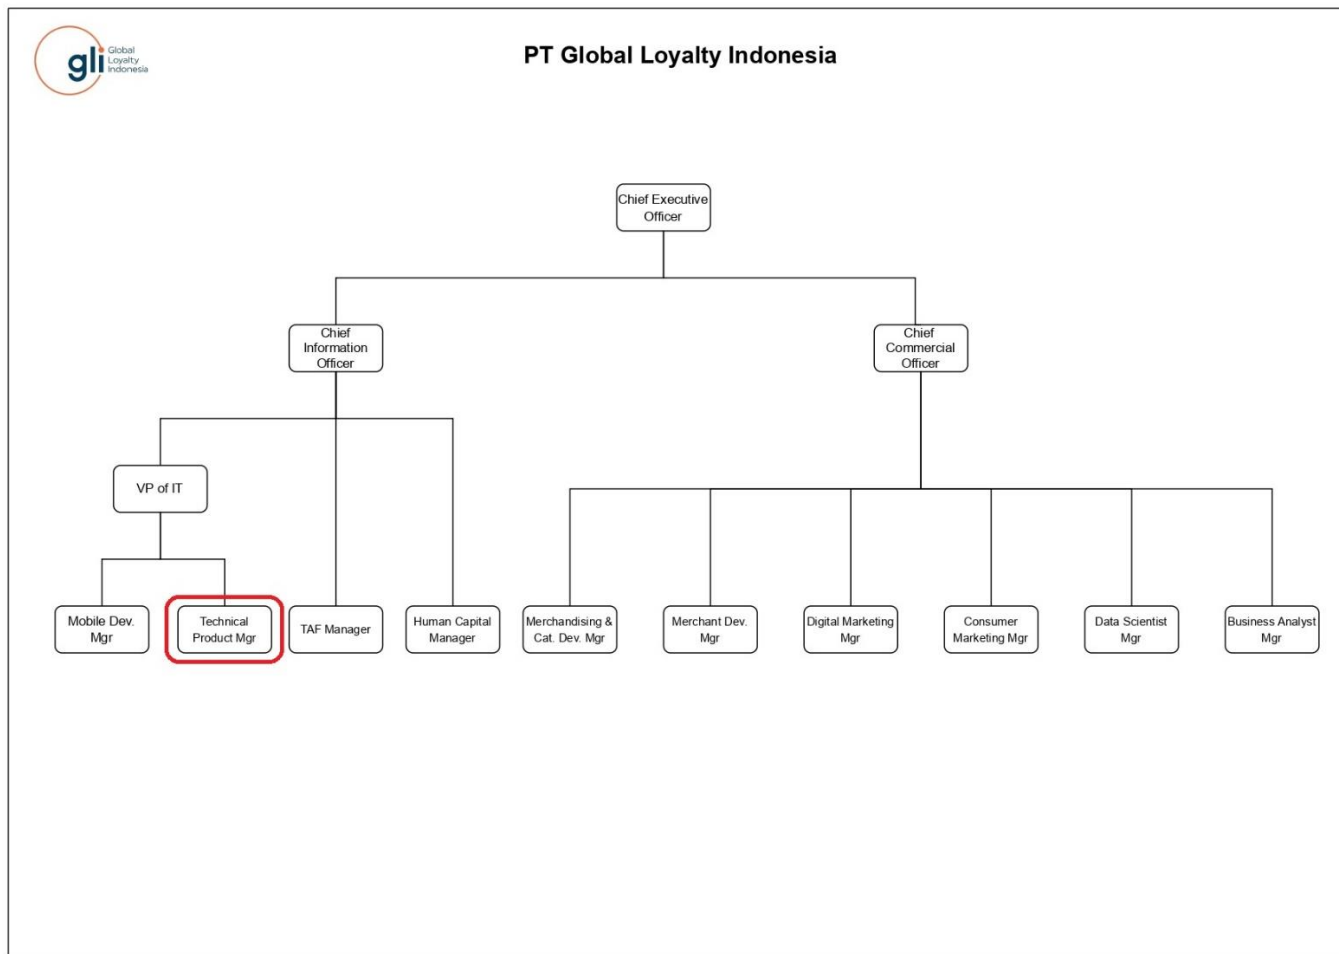 gli
Global
Loyalty
Indonesia
PT Global Loyalty Indonesia
Chief Executive
Officer
Chief
Information
Officer
Chief
Commercial
Officer
VP of IT
Mobile Dev.
Mgr
Technical
Product Mgr
TAF Manager
Human Capital
Manager
Merchandising &
Cat. Dev. Mgr
Merchant Dev.
Mgr
Digital Marketing
Mgr
Consumer
Marketing Mgr
Data Scientist
Mgr
Business Analyst
Mgr